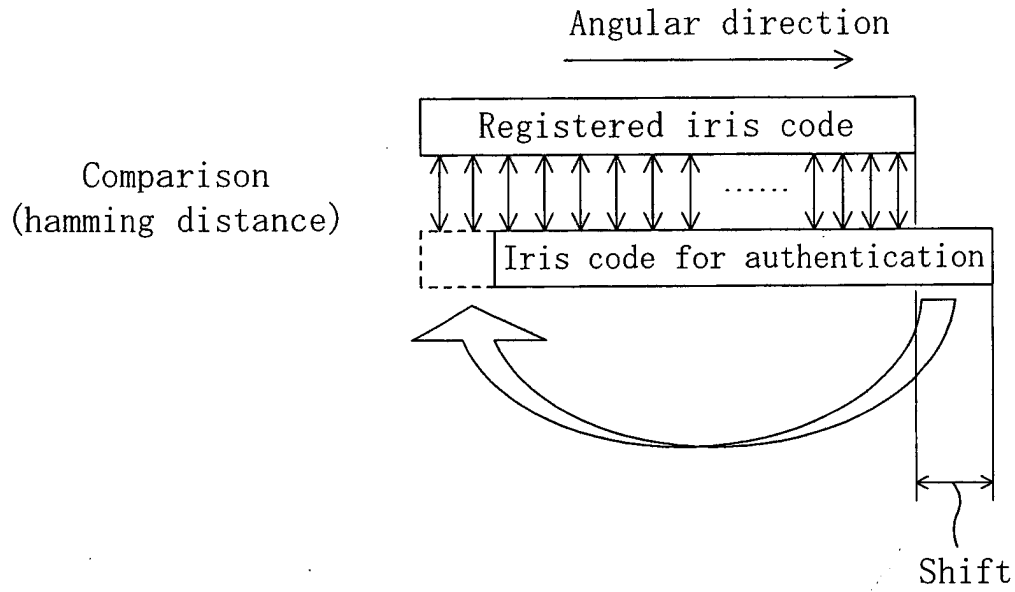 Angular direction
Registered iris code
Comparison
(hamming distance)
......
Iris code for authentication
Shift